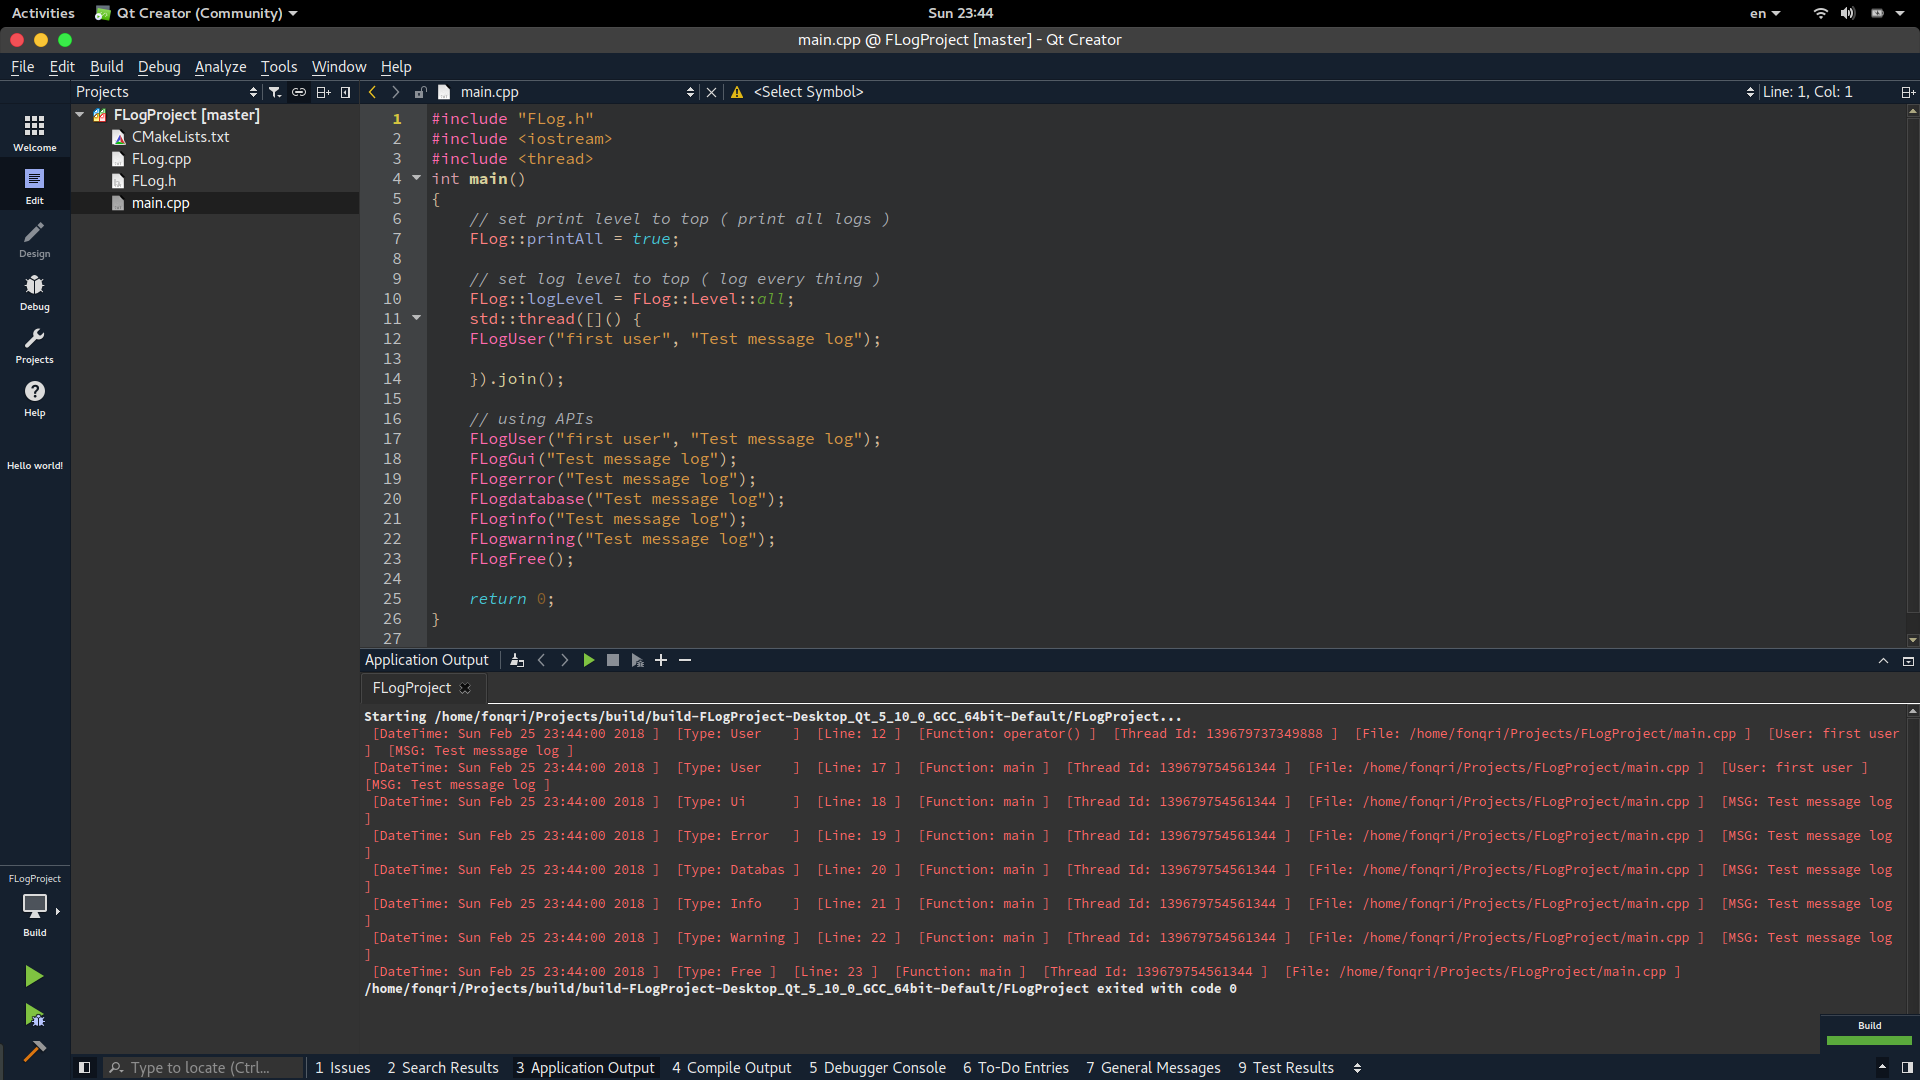 Activities Qt Creator (Community) Sun 23:44 en
main.cpp @ FLogProject [master] - Qt Creator
File Edit Build Debug Analyze Tools Window Help
Projects main.cpp <Select Symbol> Line: 1, Col: 1
FLogProject [master]
CMakeLists.txt
FLog.cpp
FLog.h
main.cpp
Welcome
Edit
Design
Debug
Projects
Help
Hello world!
FLogProject
Build
1 #include "FLog.h"
2 #include <iostream>
3 #include <thread>
4 int main()
5 {
6 // set print level to top ( print all logs )
7 FLog::printAll = true;
8
9 // set log level to top ( log every thing )
10 FLog::logLevel = FLog::Level::all;
11 std::thread([]() {
12 FLogUser("first user", "Test message log");
13
14 }).join();
15
16 // using APIs
17 FLogUser("first user", "Test message log");
18 FLogGui("Test message log");
19 FLogerror("Test message log");
20 FLogdatabase("Test message log");
21 FLoginfo("Test message log");
22 FLogwarning("Test message log");
23 FLogFree();
24
25 return 0;
26 }
27
Application Output
FLogProject
Starting /home/fonqri/Projects/build/build-FLogProject-Desktop_Qt_5_10_0_GCC_64bit-Default/FLogProject...
[DateTime: Sun Feb 25 23:44:00 2018 ] [Type: User ] [Line: 12 ] [Function: operator() ] [Thread Id: 139679737349888 ] [File: /home/fonqri/Projects/FLogProject/main.cpp ] [User: first user
] [MSG: Test message log ]
[DateTime: Sun Feb 25 23:44:00 2018 ] [Type: User ] [Line: 17 ] [Function: main ] [Thread Id: 139679754561344 ] [File: /home/fonqri/Projects/FLogProject/main.cpp ] [User: first user ]
[MSG: Test message log ]
[DateTime: Sun Feb 25 23:44:00 2018 ] [Type: Ui ] [Line: 18 ] [Function: main ] [Thread Id: 139679754561344 ] [File: /home/fonqri/Projects/FLogProject/main.cpp ] [MSG: Test message log
]
[DateTime: Sun Feb 25 23:44:00 2018 ] [Type: Error ] [Line: 19 ] [Function: main ] [Thread Id: 139679754561344 ] [File: /home/fonqri/Projects/FLogProject/main.cpp ] [MSG: Test message log
]
[DateTime: Sun Feb 25 23:44:00 2018 ] [Type: Databas ] [Line: 20 ] [Function: main ] [Thread Id: 139679754561344 ] [File: /home/fonqri/Projects/FLogProject/main.cpp ] [MSG: Test message log
]
[DateTime: Sun Feb 25 23:44:00 2018 ] [Type: Info ] [Line: 21 ] [Function: main ] [Thread Id: 139679754561344 ] [File: /home/fonqri/Projects/FLogProject/main.cpp ] [MSG: Test message log
]
[DateTime: Sun Feb 25 23:44:00 2018 ] [Type: Warning ] [Line: 22 ] [Function: main ] [Thread Id: 139679754561344 ] [File: /home/fonqri/Projects/FLogProject/main.cpp ] [MSG: Test message log
]
[DateTime: Sun Feb 25 23:44:00 2018 ] [Type: Free ] [Line: 23 ] [Function: main ] [Thread Id: 139679754561344 ] [File: /home/fonqri/Projects/FLogProject/main.cpp ]
/home/fonqri/Projects/build/build-FLogProject-Desktop_Qt_5_10_0_GCC_64bit-Default/FLogProject exited with code 0
Build
Type to locate (Ctrl... 1 Issues 2 Search Results 3 Application Output 4 Compile Output 5 Debugger Console 6 To-Do Entries 7 General Messages 9 Test Results